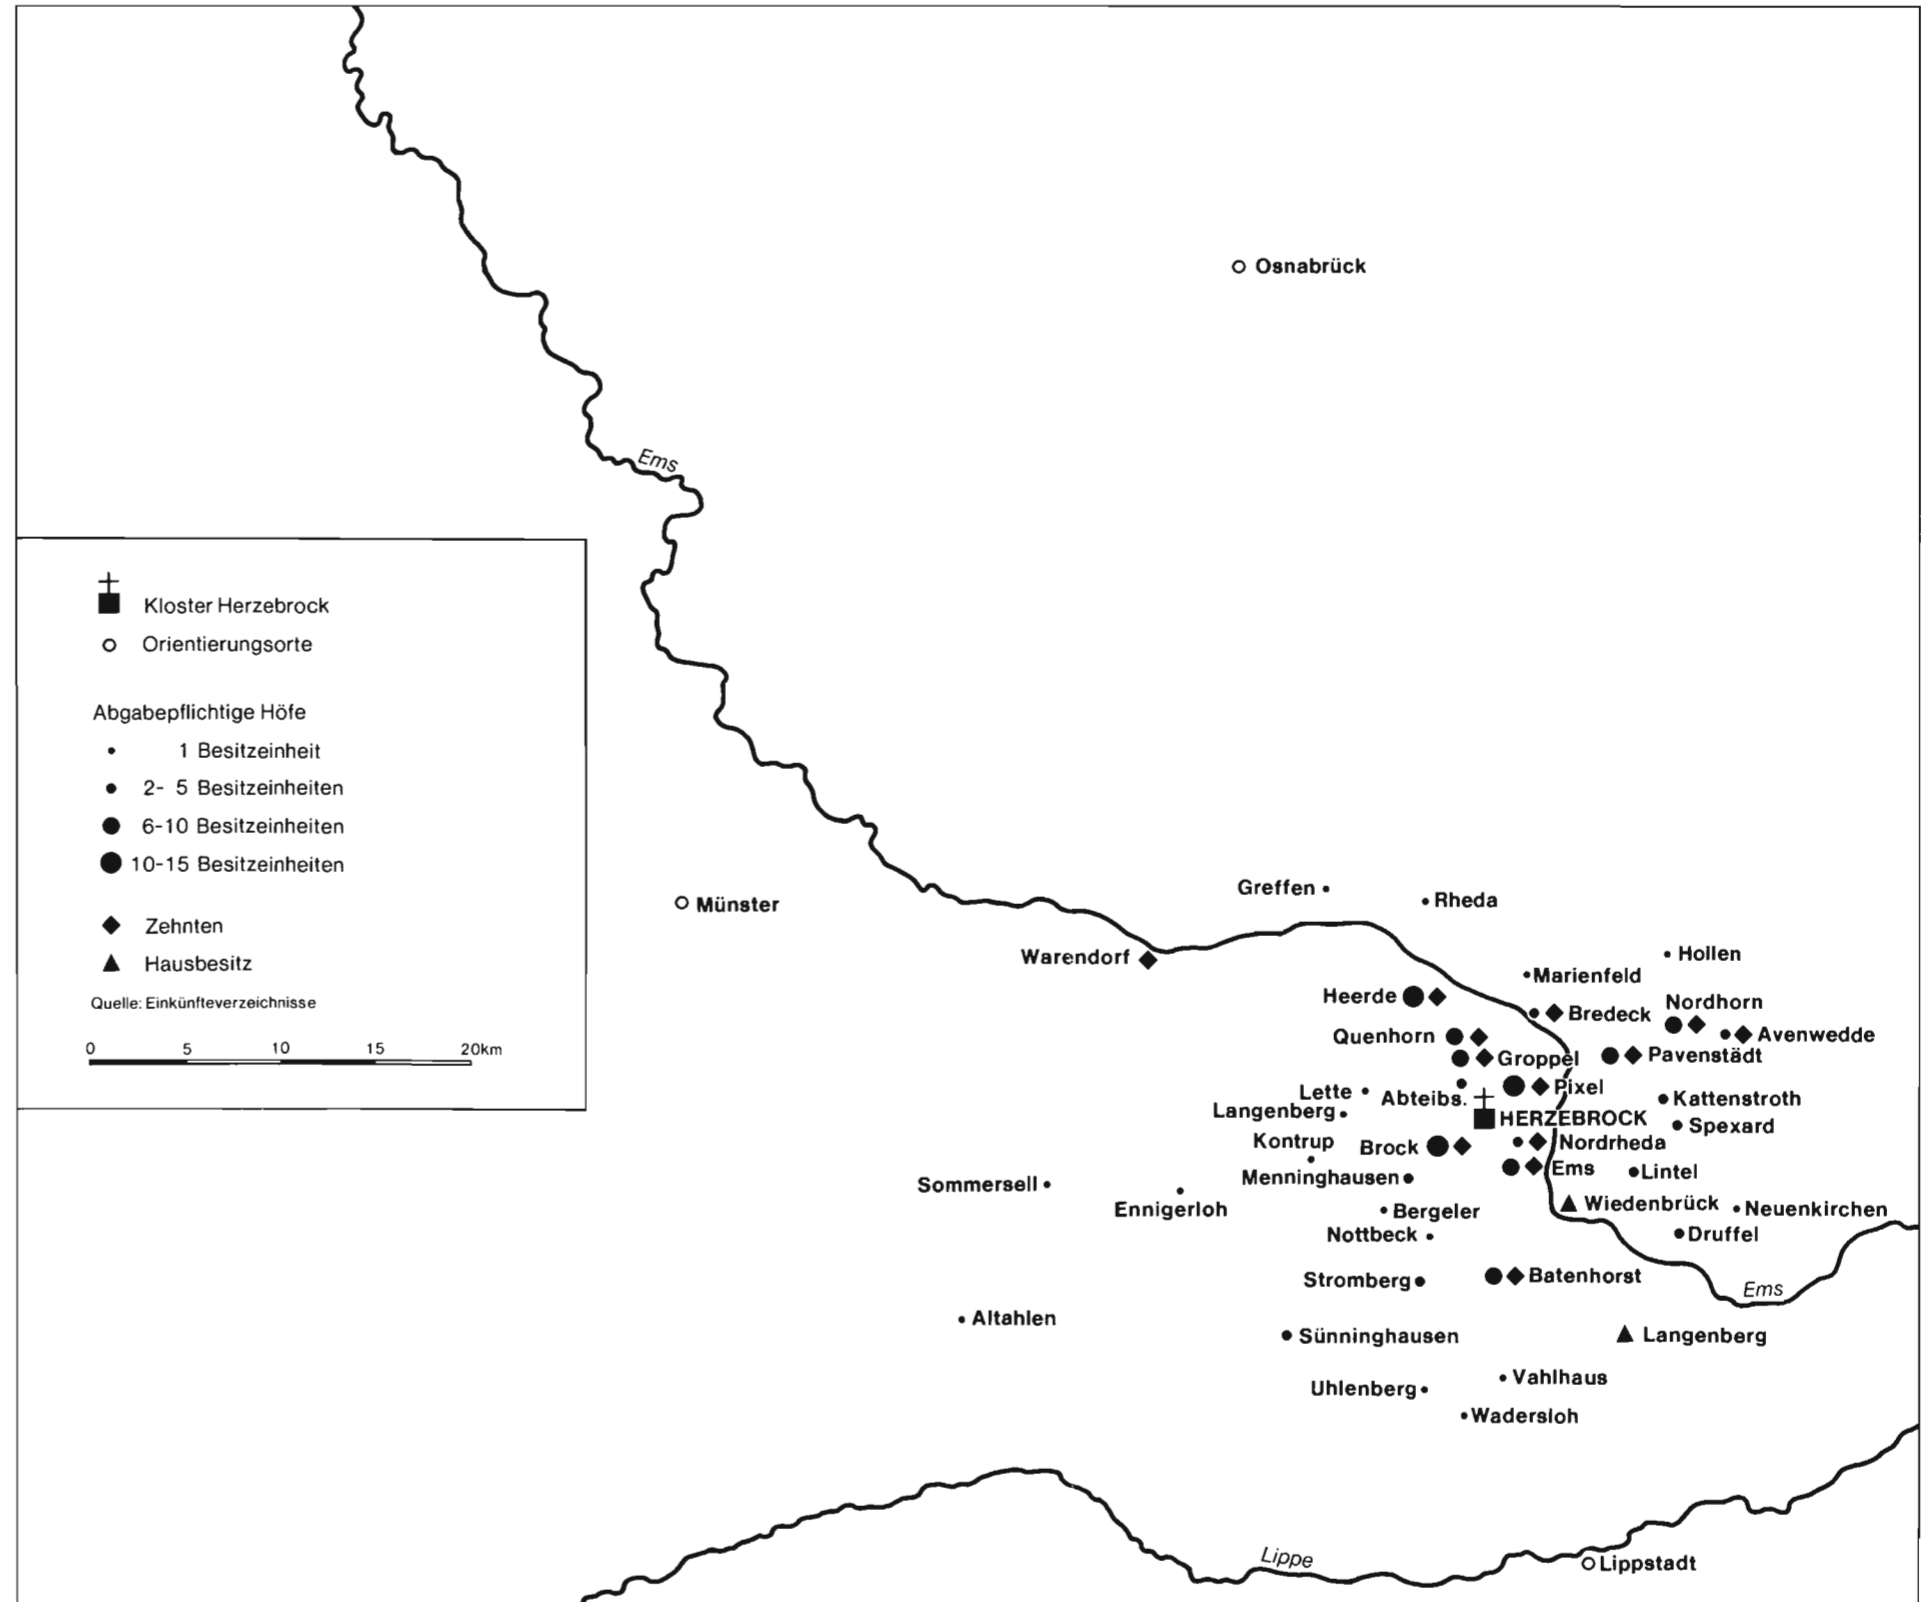 Osnabrück
Ems
Kloster Herzebrock
Orientierungsorte
Abgabepflichtige Höfe
1 Besitzeinheit
2- 5 Besitzeinheiten
6-10 Besitzeinheiten
10-15 Besitzeinheiten
Zehnten
Hausbesitz
Quelle: Einkünfteverzeichnisse
0 5 10 15 20km
Münster
Greffen
Rheda
Warendorf
Hollen
Marienfeld
Heerde
Nordhorn
Bredeck
Quenhorn
Avenwedde
Groppel
Pavenstädt
Pixel
Lette
Abteibs.
Kattenstroth
Langenberg
HERZEBROCK
Spexard
Kontrup
Brock
Nordrheda
Menninghausen
Ems
Lintel
Sommersell
Ennigerloh
Bergeler
Wiedenbrück
Neuenkirchen
Nottbeck
Druffel
Stromberg
Batenhorst
Ems
Altahlen
Sünninghausen
Langenberg
Uhlenberg
Vahlhaus
Wadersloh
Lippe
Lippstadt